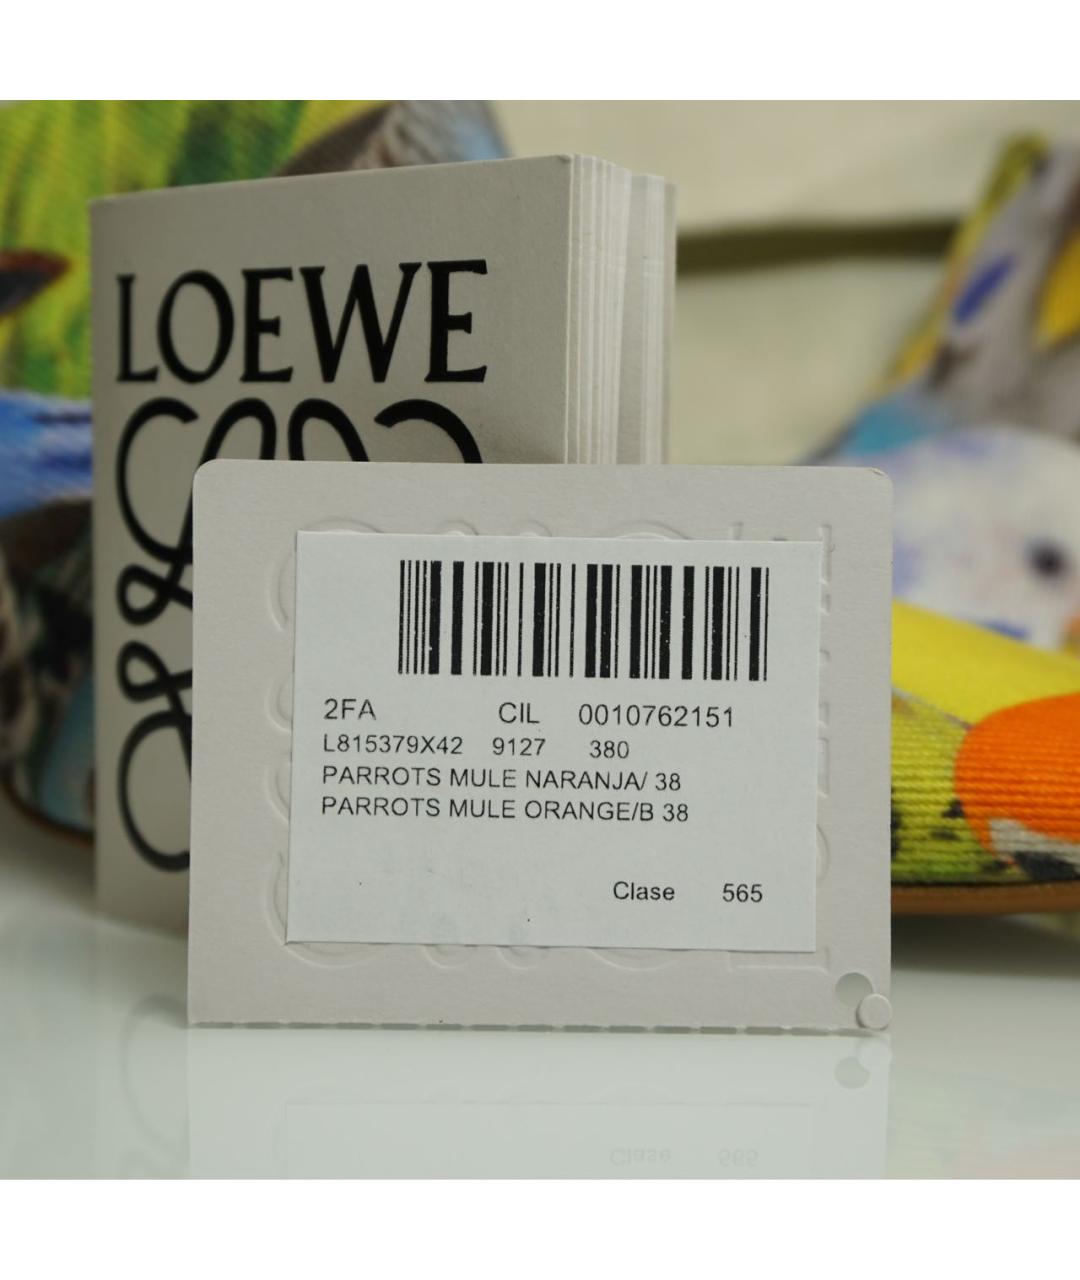 LOEWE
2FA CIL 0010762151
L815379X42 9127 380
PARROTS MULE NARANJA/ 38
PARROTS MULE ORANGE/B 38
Clase 565